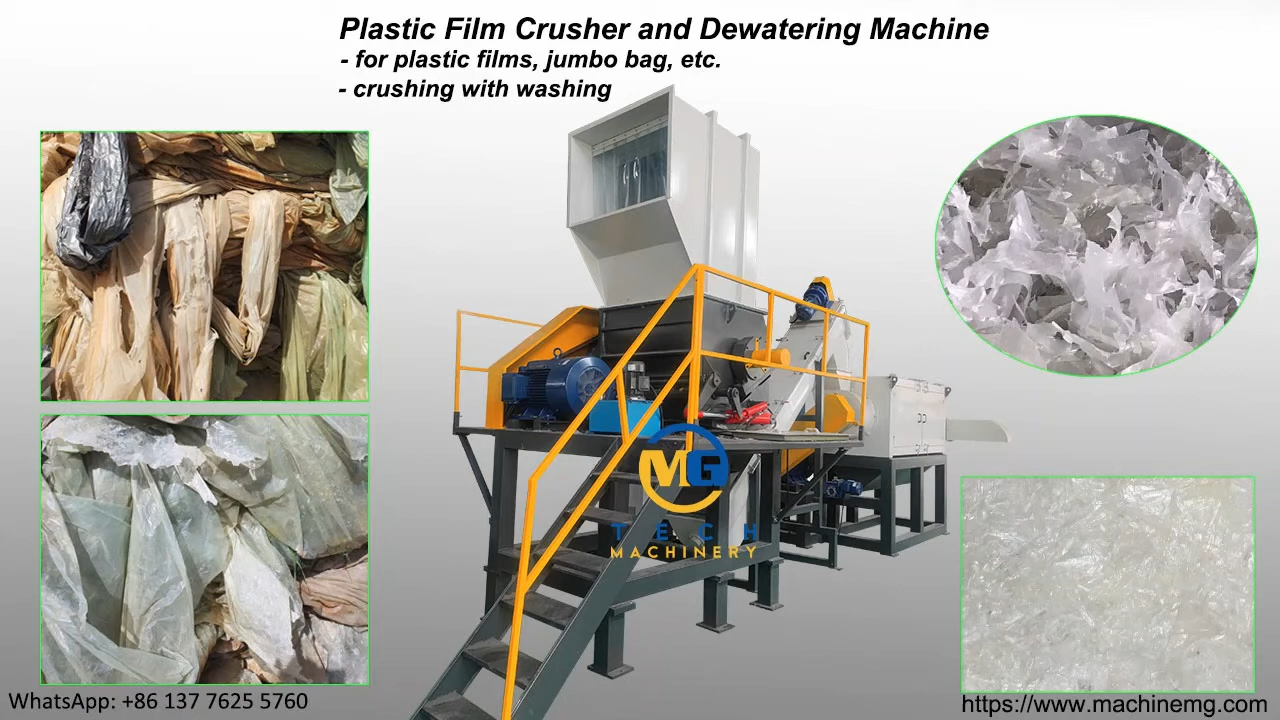 Plastic Film Crusher and Dewatering Machine
- for plastic films, jumbo bag, etc.
- crushing with washing
MG
TECH
MACHINERY
WhatsApp: +86 137 7625 5760
https://www.machinemg.com